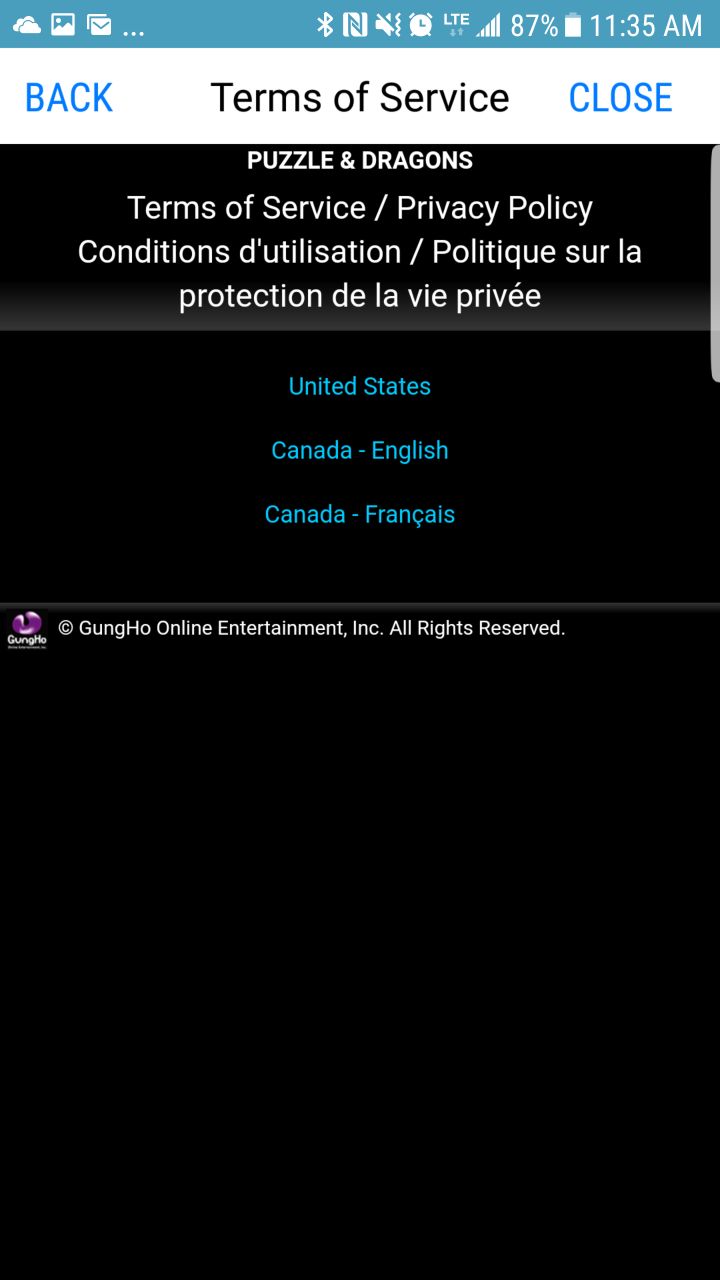 ... LTE 87% 11:35 AM
BACK Terms of Service CLOSE
PUZZLE & DRAGONS
Terms of Service / Privacy Policy
Conditions d'utilisation / Politique sur la
protection de la vie privée
United States
Canada - English
Canada - Français
GungHo
© GungHo Online Entertainment, Inc. All Rights Reserved.